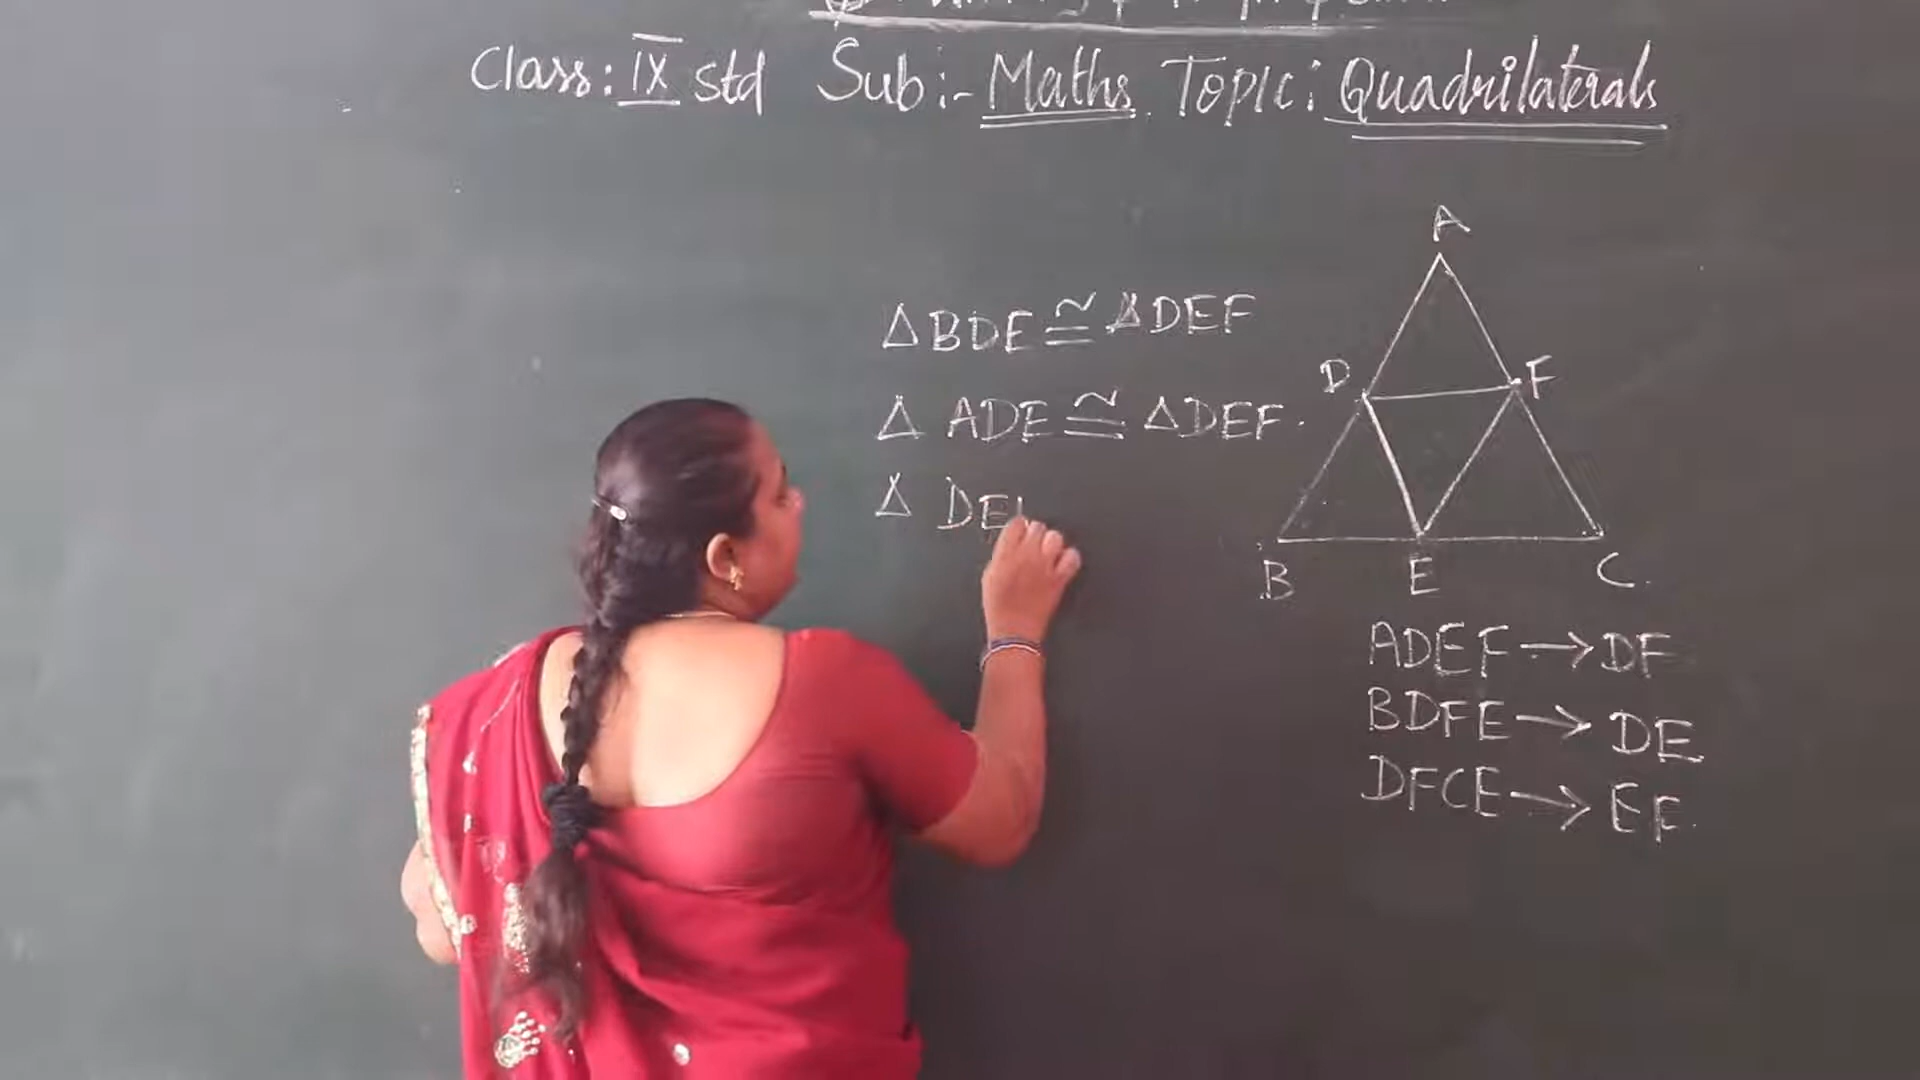 Class: IX std Sub:- Maths Topic: Quadrilaterals
A
△BDE ≅ △DEF
D F
△ ADE ≅ △DEF.
△ DE
B E C.
ADEF → DF
BDFE → DE
DFCE → EF.